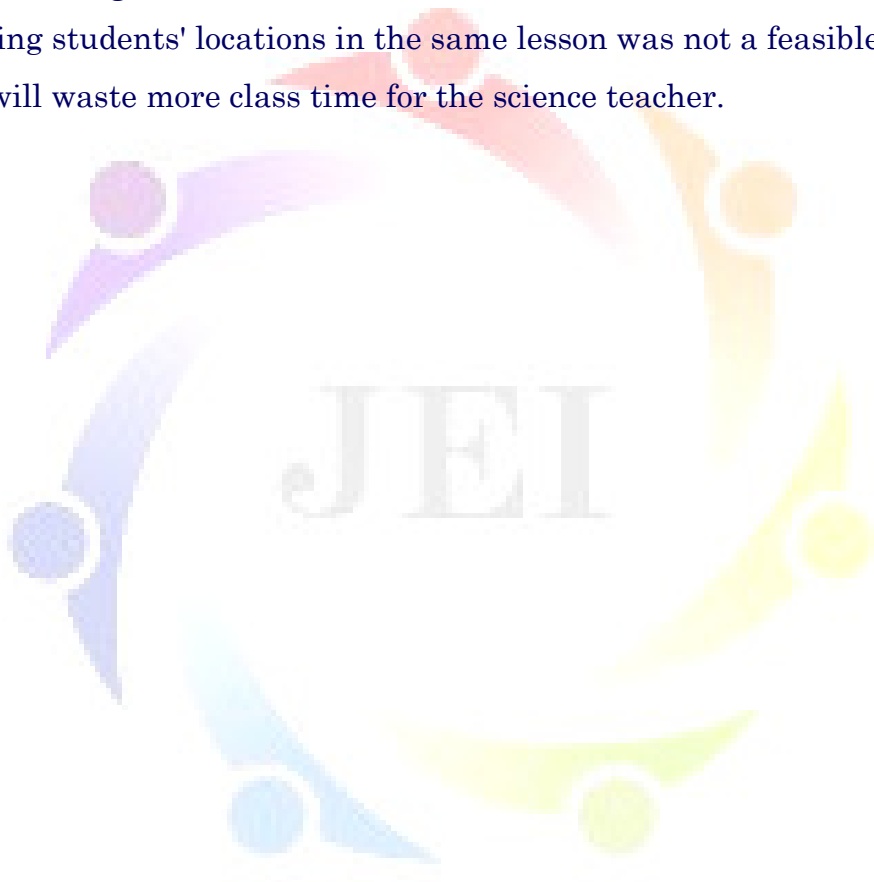 ing students' locations in the same lesson was not a feasible
will waste more class time for the science teacher.
JEI